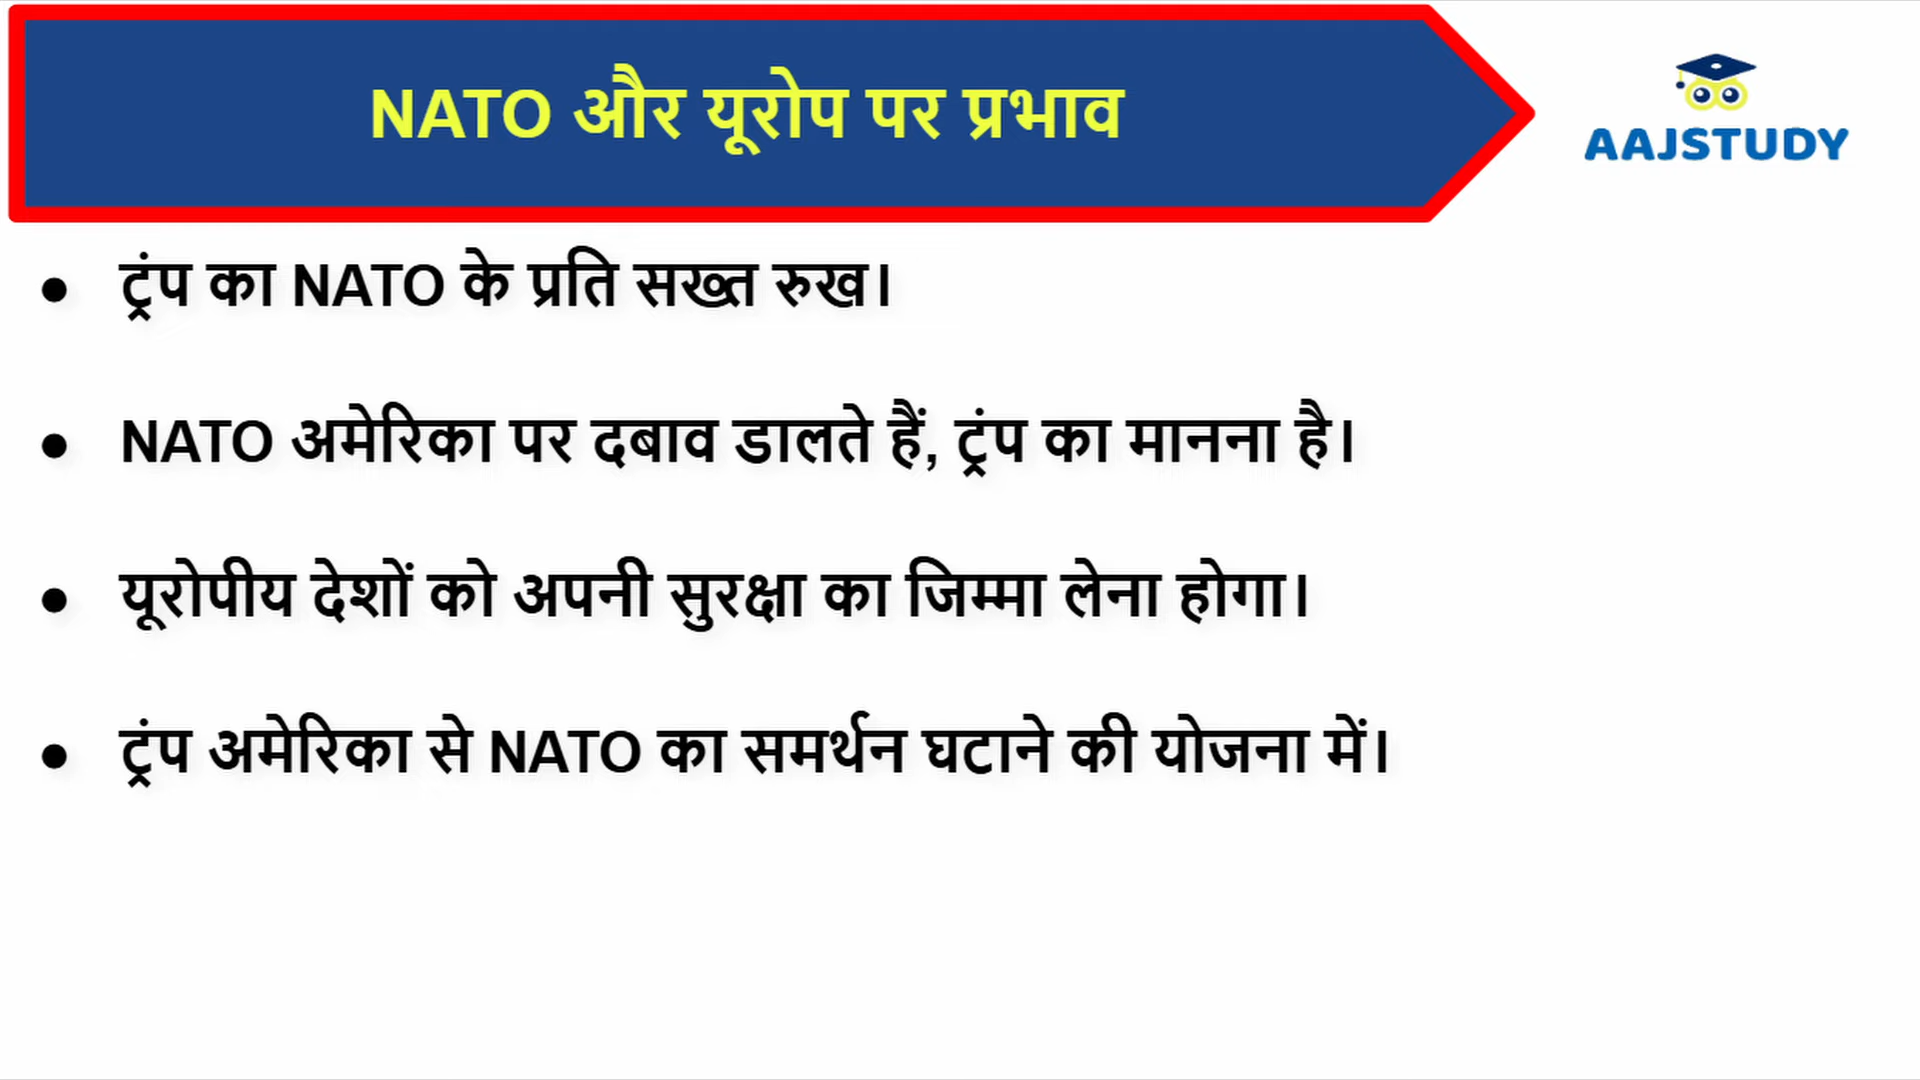 NATO और यूरोप पर प्रभाव
AAJSTUDY
● ट्रंप का NATO के प्रति सख्त रुख।
● NATO अमेरिका पर दबाव डालते हैं, ट्रंप का मानना है।
● यूरोपीय देशों को अपनी सुरक्षा का जिम्मा लेना होगा।
● ट्रंप अमेरिका से NATO का समर्थन घटाने की योजना में।